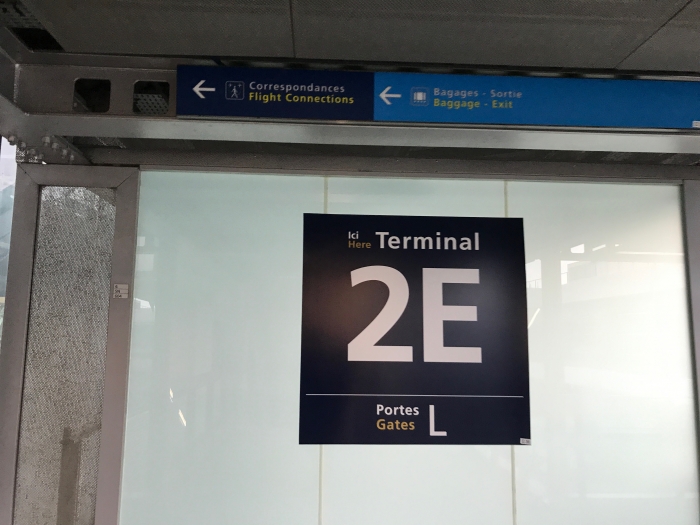 Correspondances
Flight Connections
Bagages - Sortie
Baggage - Exit
Ici
Here
Terminal
2E
Portes
Gates
L